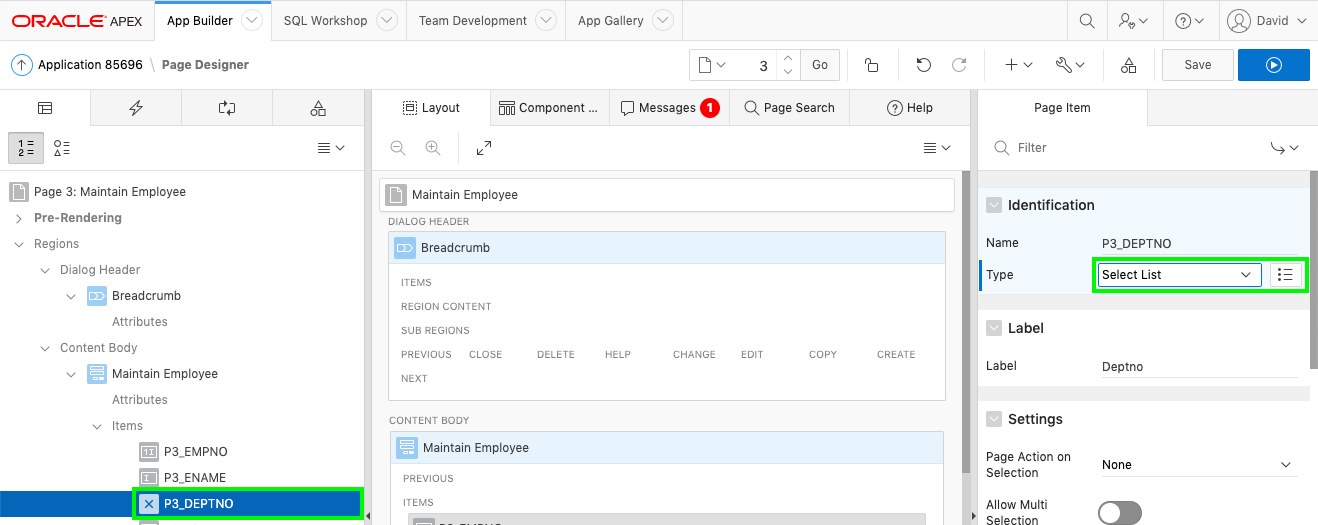 ORACLE APEX App Builder SQL Workshop Team Development App Gallery David
Application 85696 \ Page Designer 3 Go Save
Layout Component ... Messages 1 Page Search Help Page Item
Filter
Page 3: Maintain Employee
Pre-Rendering
Regions
Dialog Header
Breadcrumb
Attributes
Content Body
Maintain Employee
Attributes
Items
P3_EMPNO
P3_ENAME
P3_DEPTNO
Maintain Employee
DIALOG HEADER
Breadcrumb
ITEMS
REGION CONTENT
SUB REGIONS
PREVIOUS CLOSE DELETE HELP CHANGE EDIT COPY CREATE
NEXT
CONTENT BODY
Maintain Employee
PREVIOUS
ITEMS
Identification
Name P3_DEPTNO
Type Select List
Label
Label Deptno
Settings
Page Action on
Selection None
Allow Multi
Selection